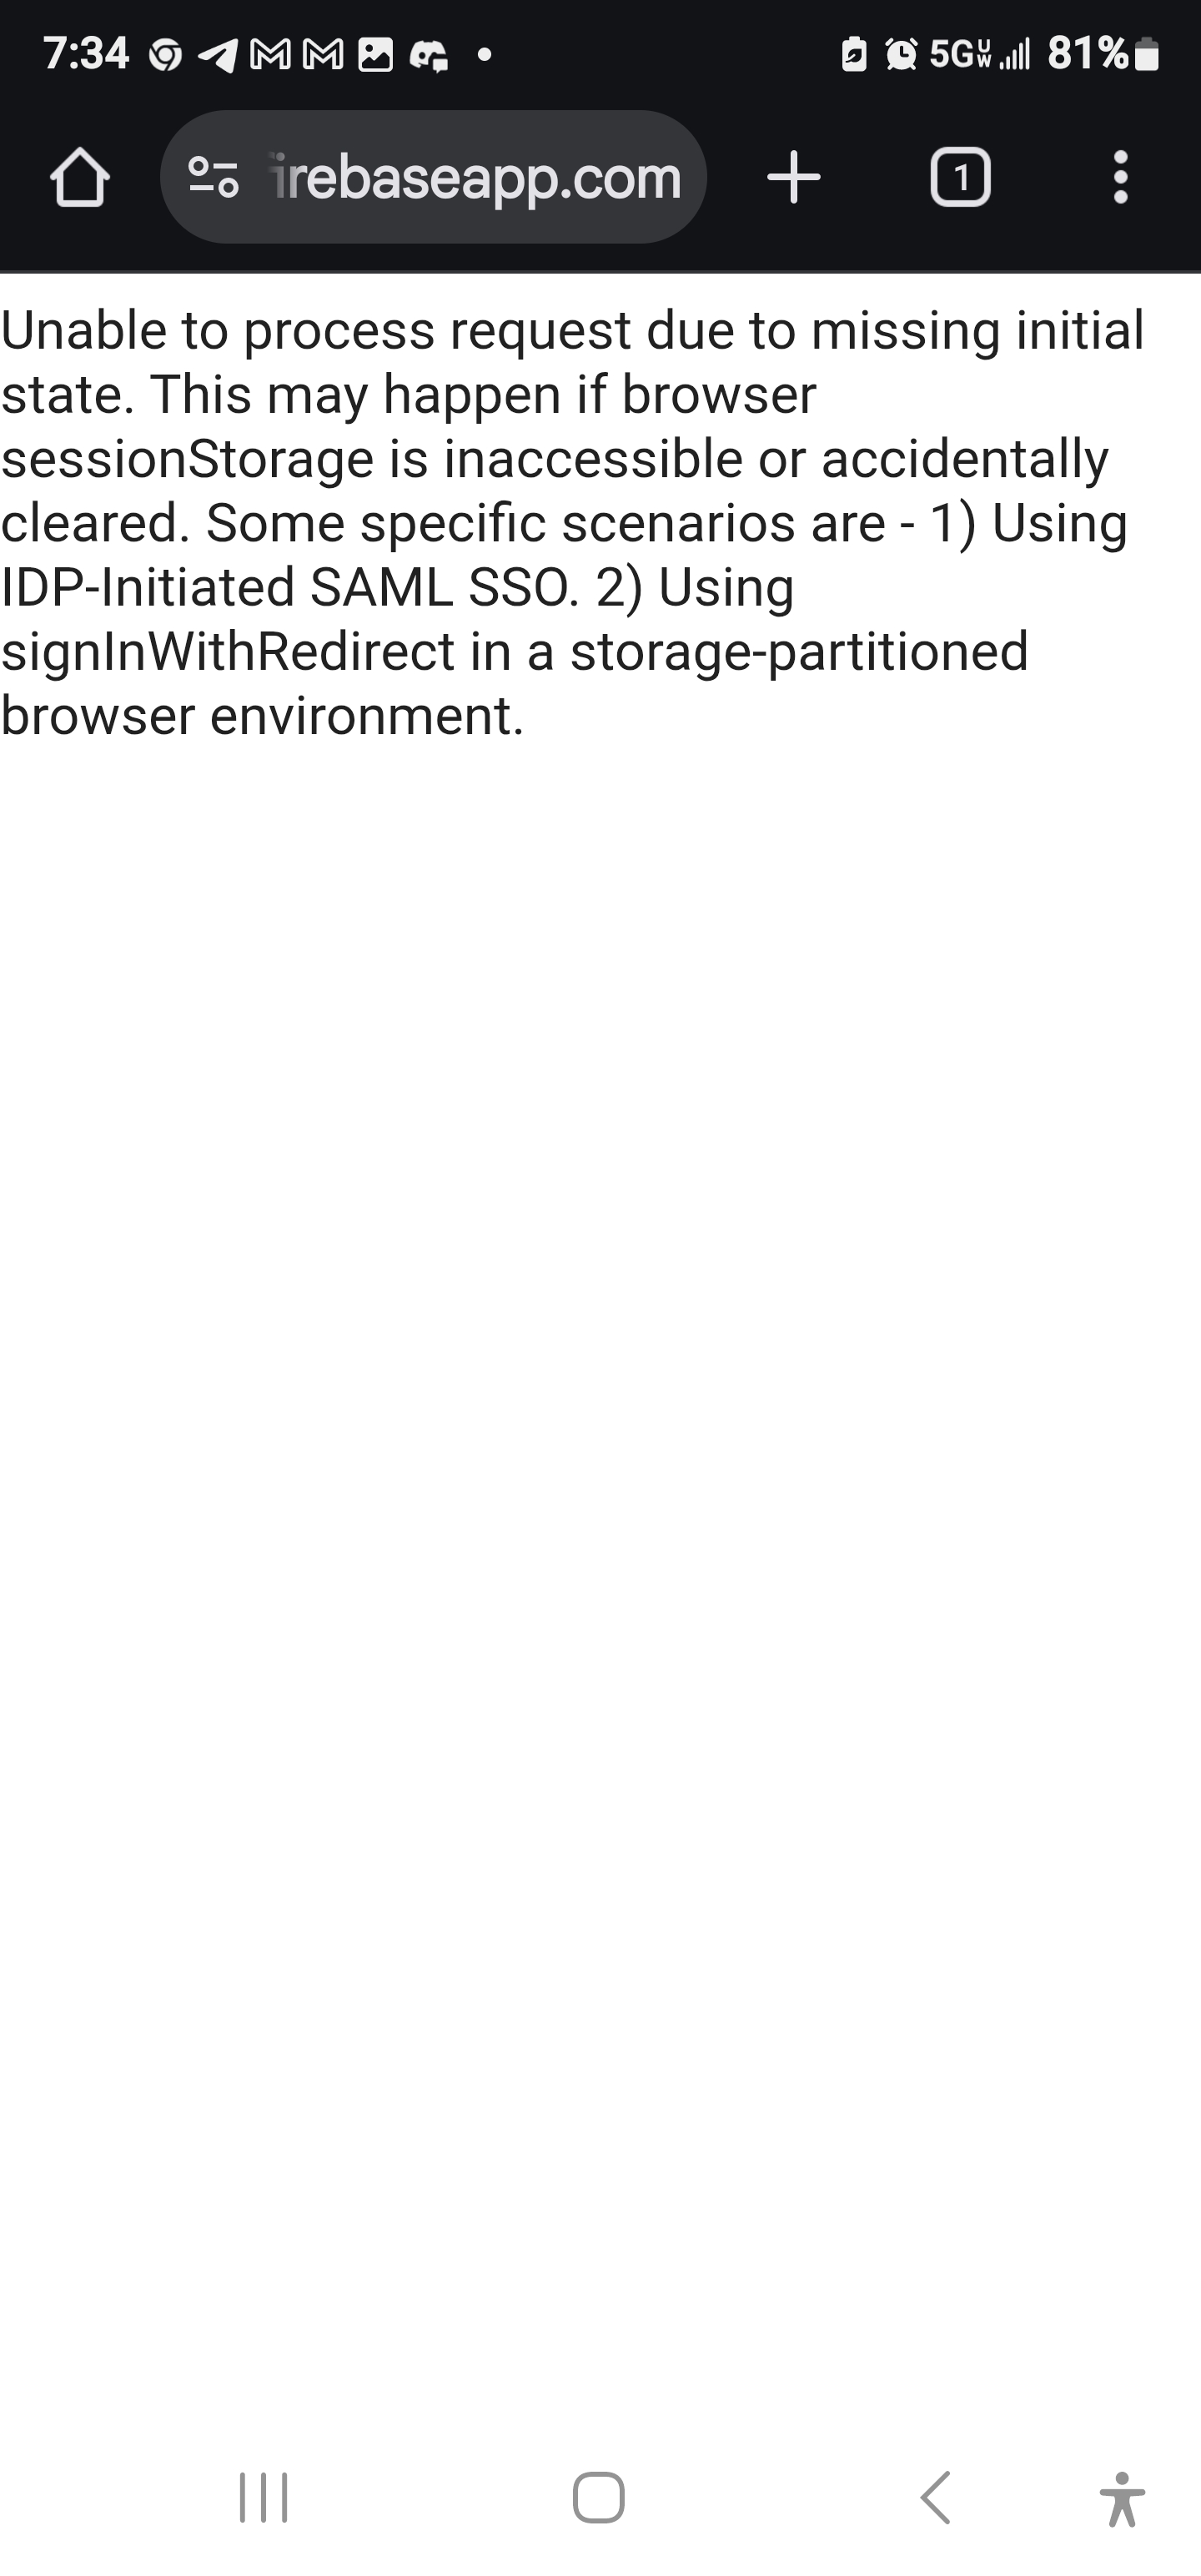 7:34 5G UW 81%
irebaseapp.com 1
Unable to process request due to missing initial
state. This may happen if browser
sessionStorage is inaccessible or accidentally
cleared. Some specific scenarios are - 1) Using
IDP-Initiated SAML SSO. 2) Using
signInWithRedirect in a storage-partitioned
browser environment.